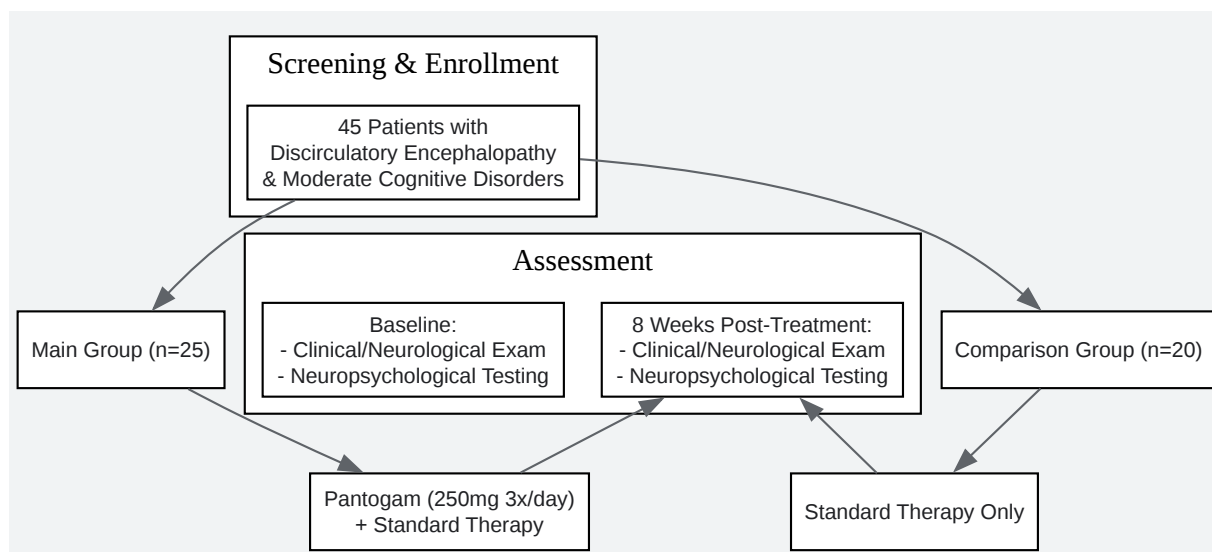 Screening & Enrollment
45 Patients with
Discirculatory Encephalopathy
& Moderate Cognitive Disorders
Assessment
Baseline:
- Clinical/Neurological Exam
- Neuropsychological Testing
8 Weeks Post-Treatment:
- Clinical/Neurological Exam
- Neuropsychological Testing
Main Group (n=25)
Comparison Group (n=20)
Pantogam (250mg 3x/day)
+ Standard Therapy
Standard Therapy Only